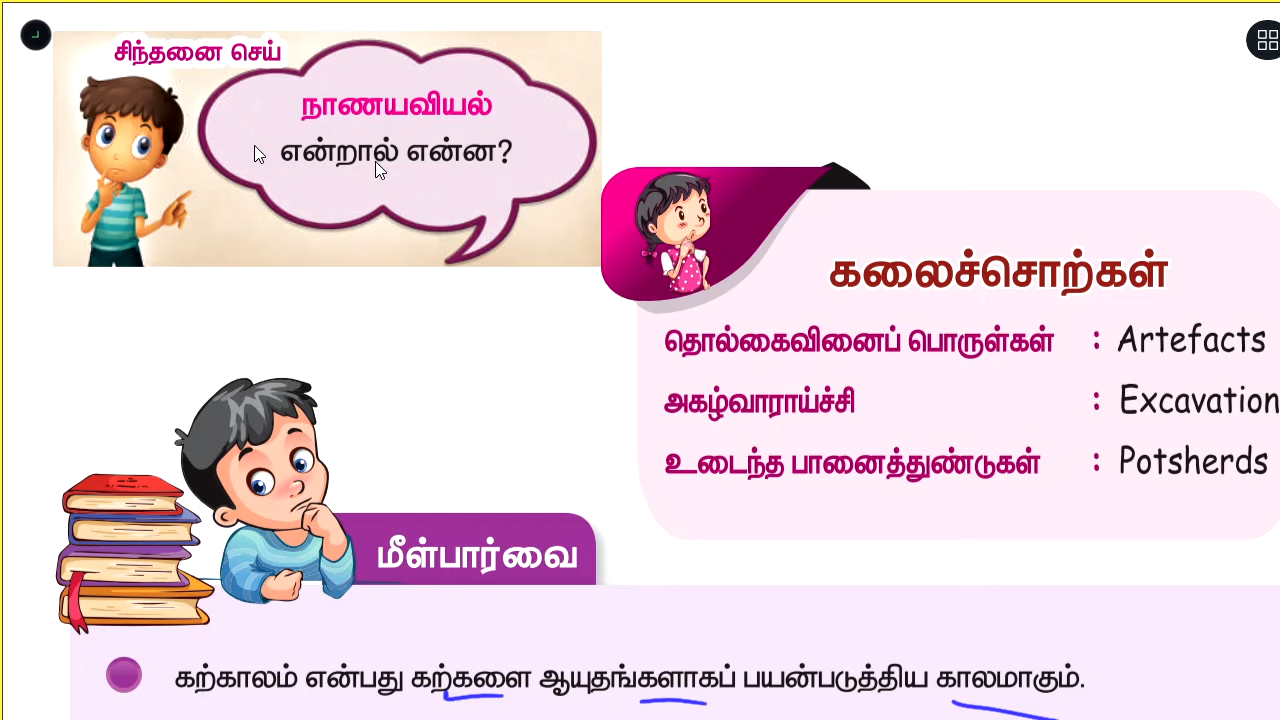 சிந்தனை செய்
நாணயவியல்
என்றால் என்ன?
கலைச்சொற்கள்
தொல்கைவினைப் பொருள்கள் : Artefacts
அகழ்வாராய்ச்சி : Excavation
உடைந்த பானைத்துண்டுகள் : Potsherds
மீள்பார்வை
கற்காலம் என்பது கற்களை ஆயுதங்களாகப் பயன்படுத்திய காலமாகும்.